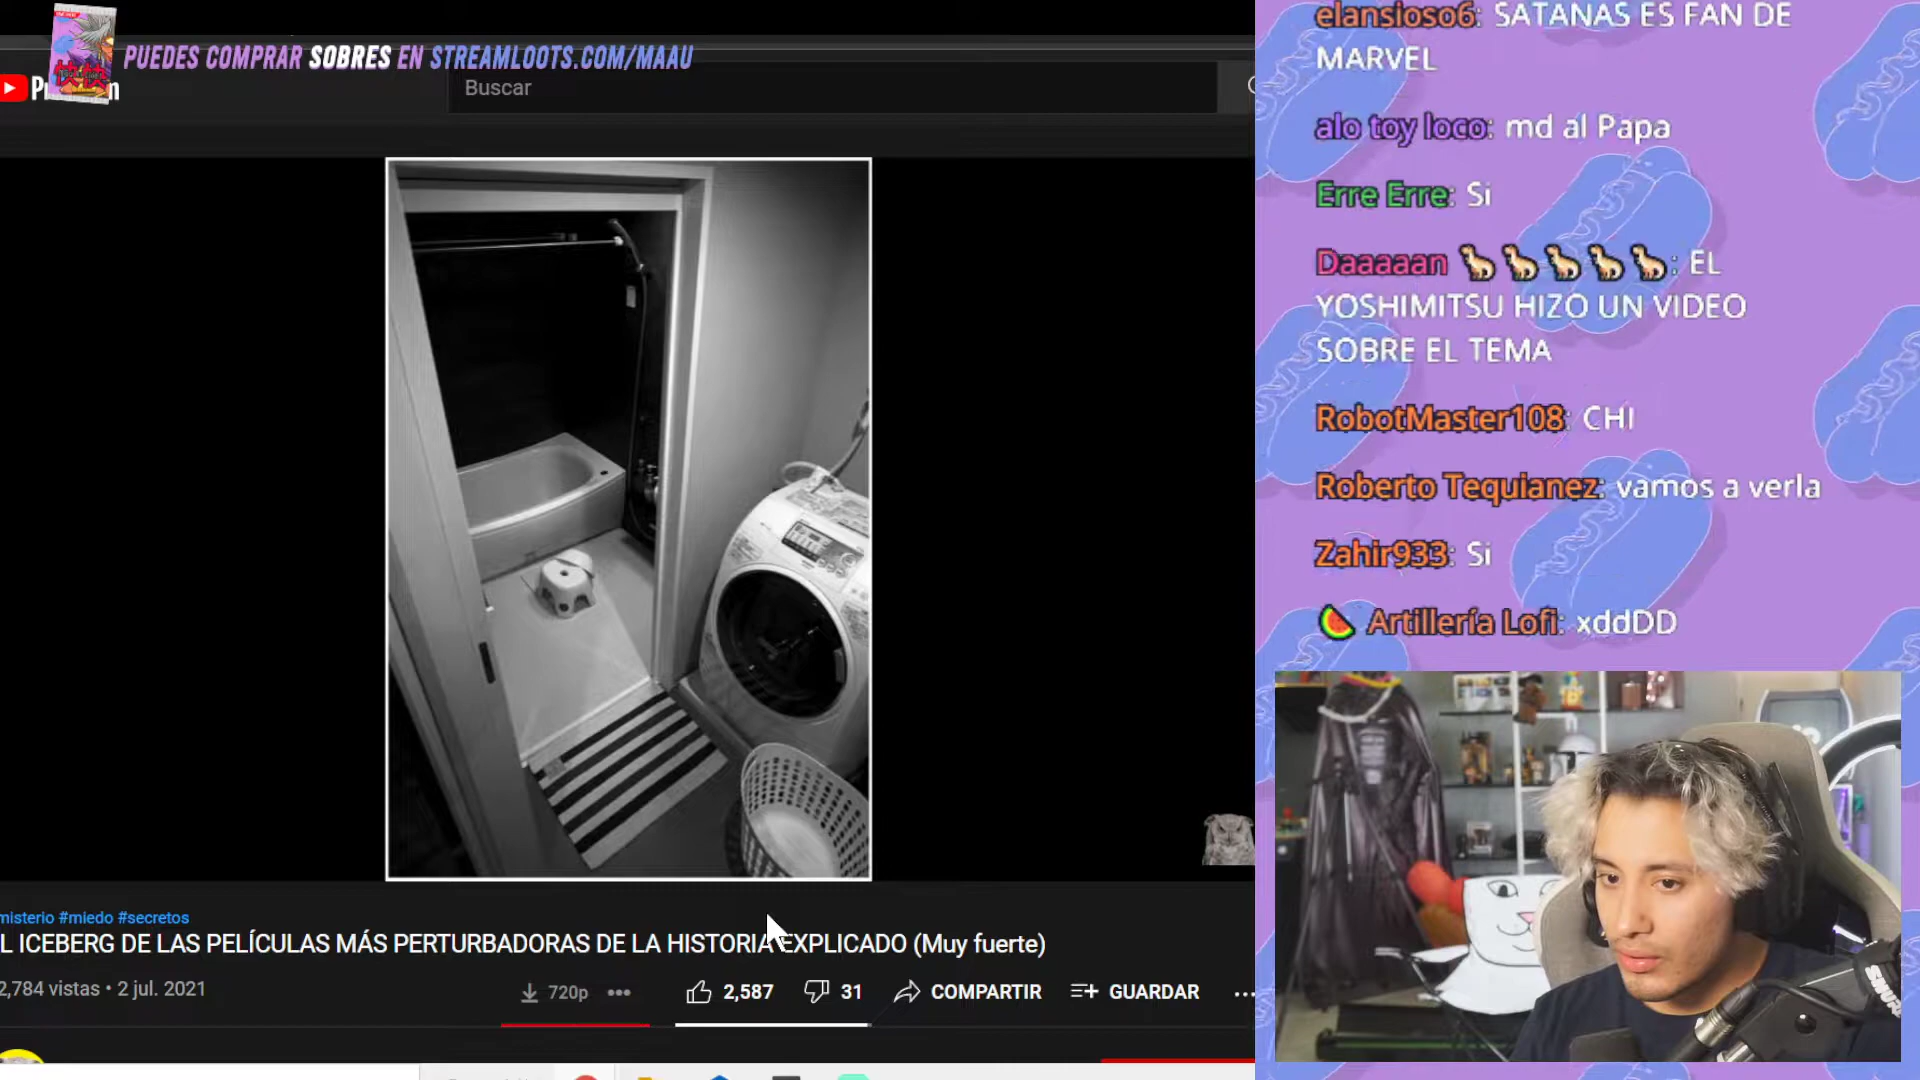 PUEDES COMPRAR SOBRES EN STREAMLOOTS.COM/MAAU
Buscar
misterio #miedo #secretos
L ICEBERG DE LAS PELÍCULAS MÁS PERTURBADORAS DE LA HISTORIA EXPLICADO (Muy fuerte)
2,784 vistas • 2 jul. 2021
720p
2,587
31
COMPARTIR
GUARDAR
elansioso6: SATANAS ES FAN DE
MARVEL
alo toy loco: md al Papa
Erre Erre: Si
Daaaaan 🦒🦒🦒🦒🦒: EL
YOSHIMITSU HIZO UN VIDEO
SOBRE EL TEMA
RobotMaster108: CHI
Roberto Tequianez: vamos a verla
Zahir933: Si
🍉 Artillería Lofi: xddDD